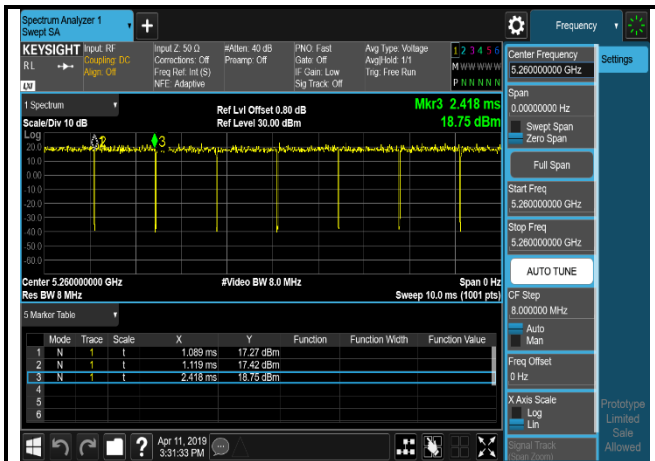 Spectrum Analyzer 1
Swept SA
+
Frequency
KEYSIGHT Input: RF Input Z: 50 Ω #Atten: 40 dB PNO: Fast Avg Type: Voltage 1 2 3 4 5 6
RL Coupling: DC Corrections: Off Preamp: Off Gate: Off Avg|Hold: 1/1 M W W W W W
Align: Off Freq Ref: Int (S) IF Gain: Low Trig: Free Run
LXI NFE: Adaptive Sig Track: Off P N N N N N
1 Spectrum
Ref Lvl Offset 0.80 dB
Mkr3 2.418 ms
Scale/Div 10 dB
Ref Level 30.00 dBm
18.75 dBm
Log
20.0
10.0
0.00
-10.0
-20.0
-30.0
-40.0
-50.0
-60.0
2
3
Center 5.260000000 GHz #Video BW 8.0 MHz Span 0 Hz
Res BW 8 MHz Sweep 10.0 ms (1001 pts)
5 Marker Table
Mode Trace Scale X Y Function Function Width Function Value
1 N 1 t 1.089 ms 17.27 dBm
2 N 1 t 1.119 ms 17.42 dBm
3 N 1 t 2.418 ms 18.75 dBm
4
5
6
?
Apr 11, 2019
3:31:33 PM
Center Frequency
5.260000000 GHz
Settings
Span
0.00000000 Hz
Swept Span
Zero Span
Full Span
Start Freq
5.260000000 GHz
Stop Freq
5.260000000 GHz
AUTO TUNE
CF Step
8.000000 MHz
Auto
Man
Freq Offset
0 Hz
X Axis Scale
Log
Lin
Signal Track
(Span Zoom)
Prototype
Limited
Sale
Allowed